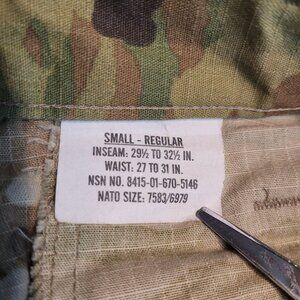 SMALL - REGULAR
INSEAM: 29½ TO 32½ IN.
WAIST: 27 TO 31 IN.
NSN NO. 8415-01-670-5146
NATO SIZE: 7583/6979